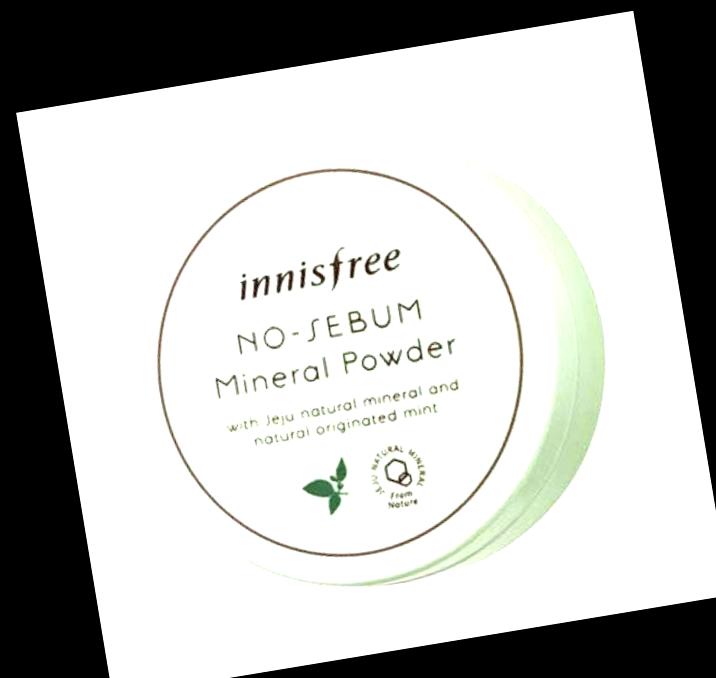 innisfree
NO-SEBUM
Mineral Powder
with Jeju natural mineral and
natural originated mint
JEJU NATURAL MINERAL
From
Nature